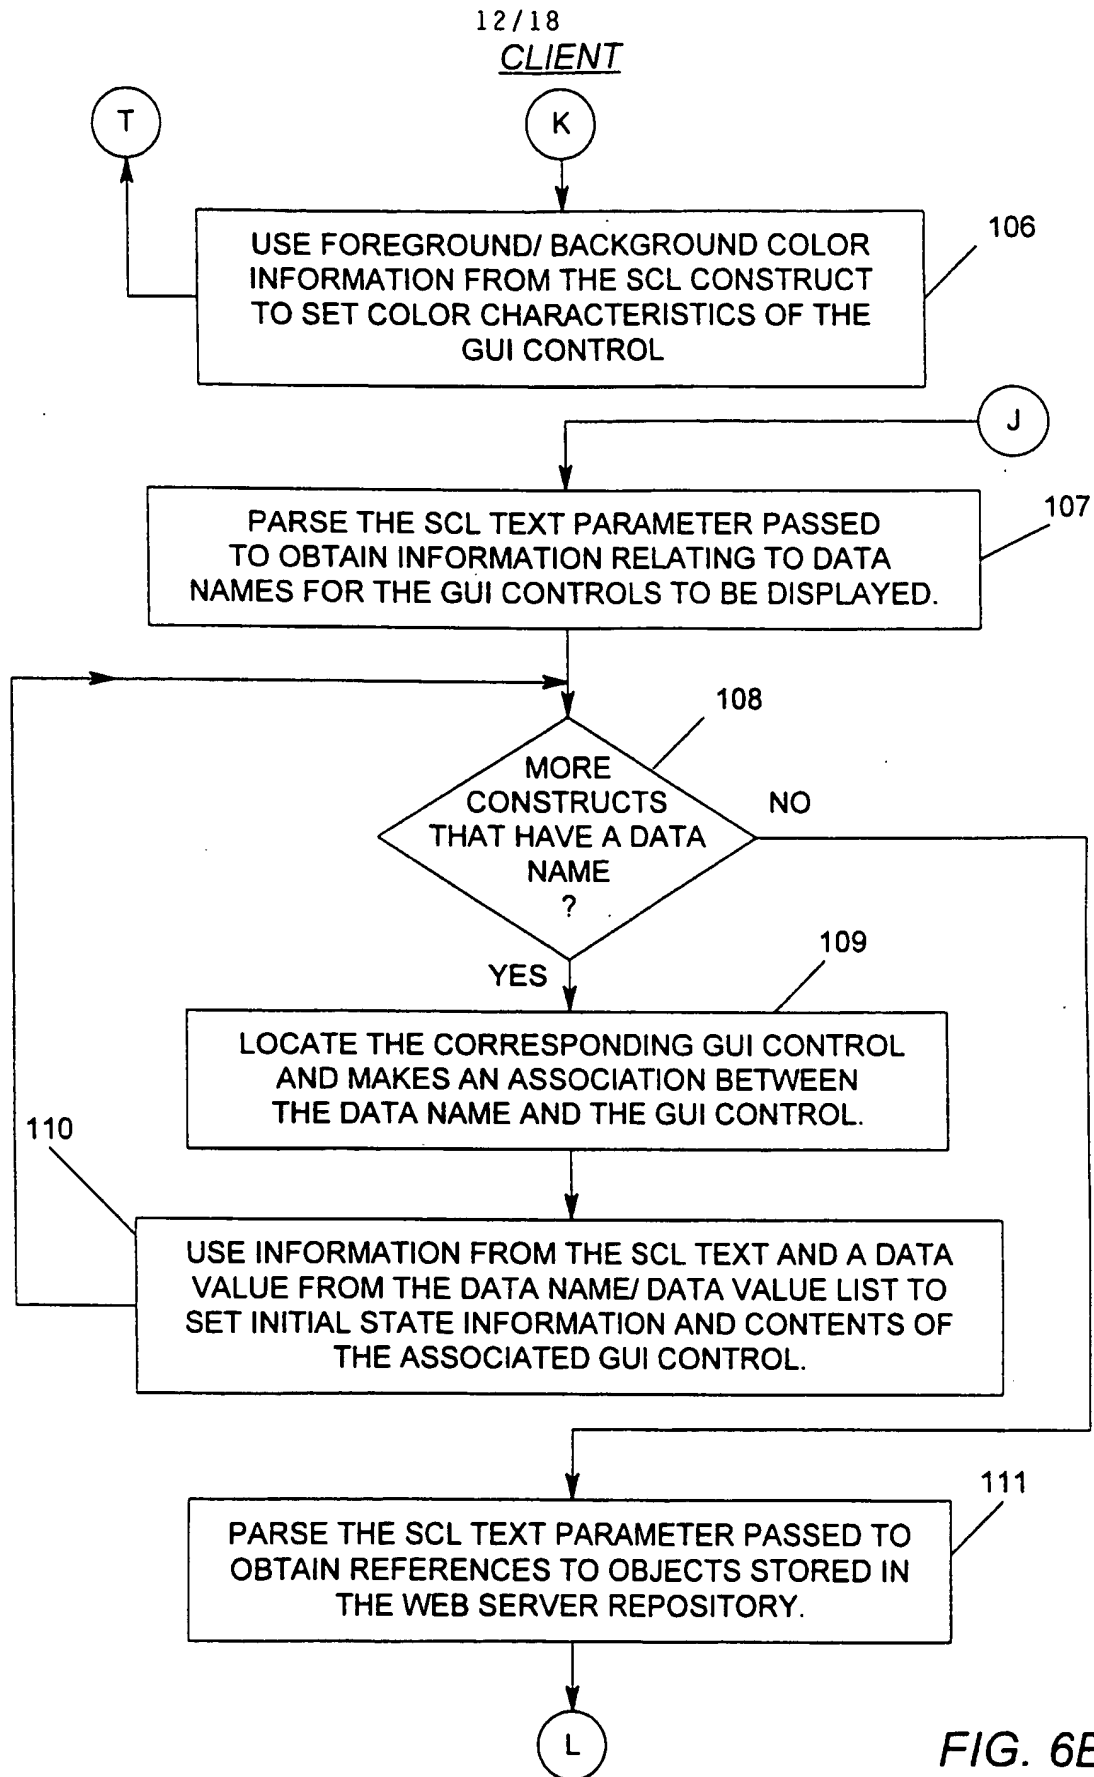 12/18
CLIENT
T
K
USE FOREGROUND/ BACKGROUND COLOR
INFORMATION FROM THE SCL CONSTRUCT
TO SET COLOR CHARACTERISTICS OF THE
GUI CONTROL
106
J
PARSE THE SCL TEXT PARAMETER PASSED
TO OBTAIN INFORMATION RELATING TO DATA
NAMES FOR THE GUI CONTROLS TO BE DISPLAYED.
107
108
MORE
CONSTRUCTS
THAT HAVE A DATA
NAME
?
NO
YES
109
LOCATE THE CORRESPONDING GUI CONTROL
AND MAKES AN ASSOCIATION BETWEEN
THE DATA NAME AND THE GUI CONTROL.
110
USE INFORMATION FROM THE SCL TEXT AND A DATA
VALUE FROM THE DATA NAME/ DATA VALUE LIST TO
SET INITIAL STATE INFORMATION AND CONTENTS OF
THE ASSOCIATED GUI CONTROL.
111
PARSE THE SCL TEXT PARAMETER PASSED TO
OBTAIN REFERENCES TO OBJECTS STORED IN
THE WEB SERVER REPOSITORY.
L
FIG. 6B